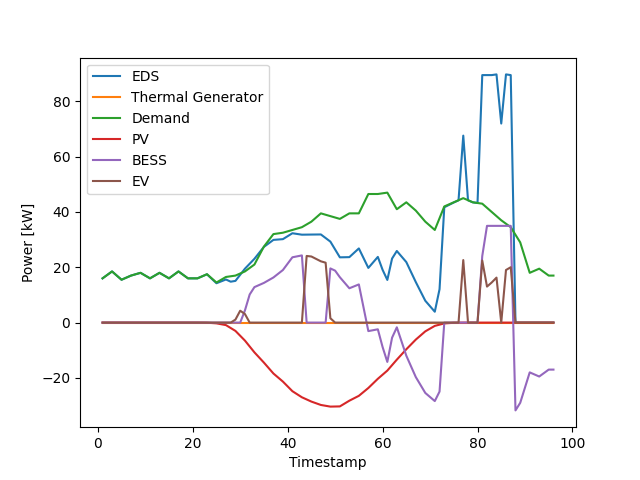 EDS
Thermal Generator
Demand
PV
BESS
EV
80
60
40
20
0
−20
Power [kW]
0 20 40 60 80 100
Timestamp